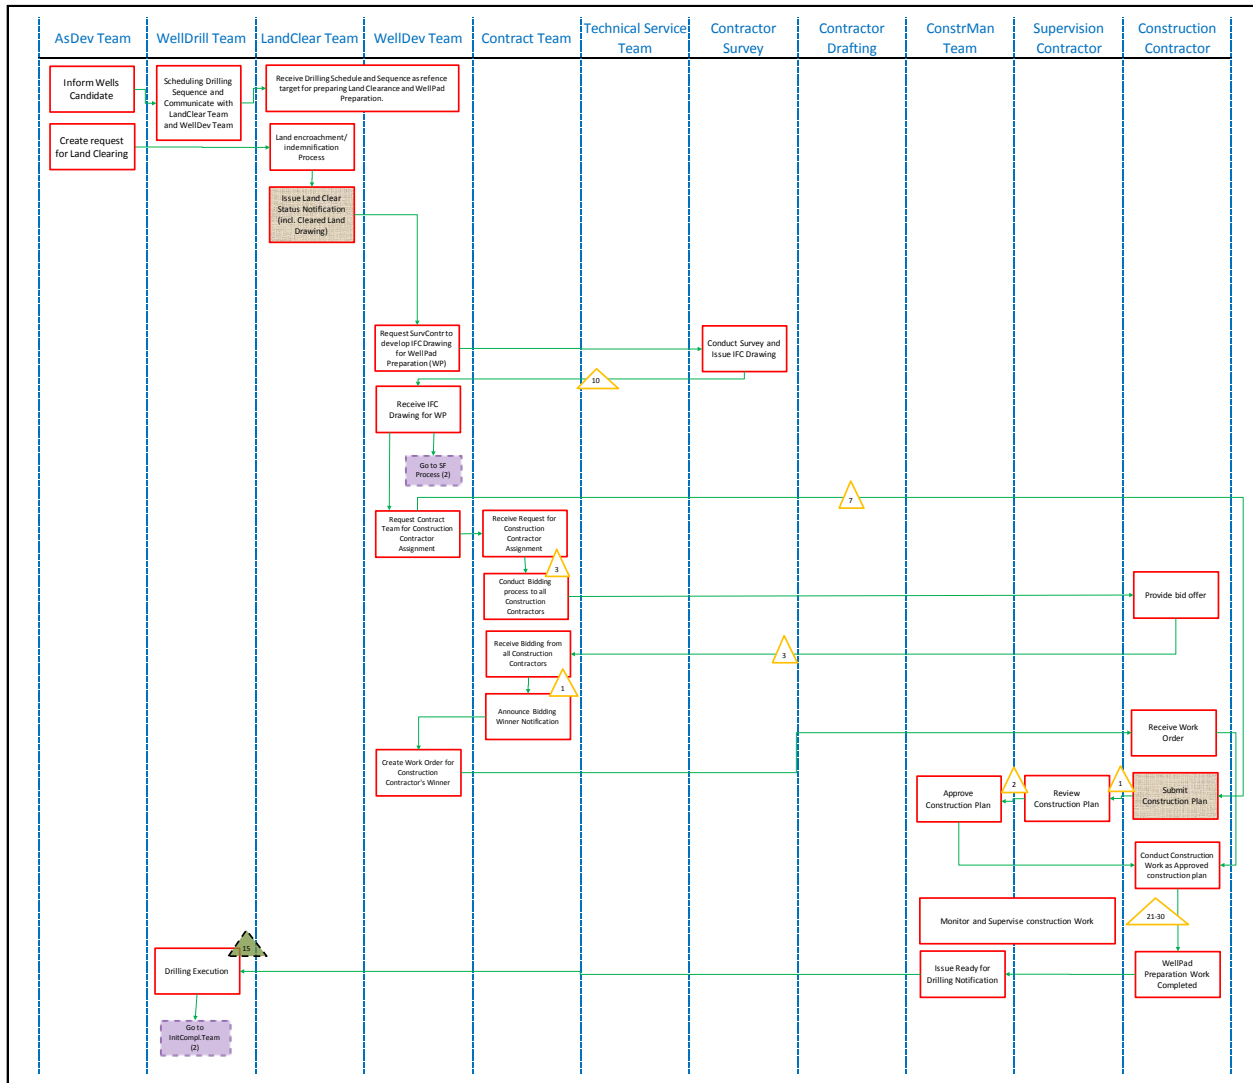 AsDev Team
WellDrill Team
LandClear Team
WellDev Team
Contract Team
Technical Service
Team
Contractor
Survey
Contractor
Drafting
ConstrMan
Team
Supervision
Contractor
Construction
Contractor
Inform Wells
Candidate
Scheduling Drilling
Sequence and
Communicate with
LandClear Team
and WellDev Team
Receive Drilling Schedule and Sequence as refence
target for preparing Land Clearance and WellPad
Preparation.
Create request
for Land Clearing
Land encroachment/
indemnification
Process
Issue Land Clear
Status Notification
(incl. Cleared Land
Drawing)
Request SurvContr to
develop IFC Drawing
for WellPad
Preparation (WP)
Conduct Survey and
Issue IFC Drawing
10
Receive IFC
Drawing for WP
Go to SF
Process (2)
7
Request Contract
Team for Construction
Contractor
Assignment
Receive Request for
Construction
Contractor
Assignment
3
Conduct Bidding
process to all
Construction
Contractors
Provide bid offer
Receive Bidding from
all Construction
Contractors
3
1
Announce Bidding
Winner Notification
Receive Work
Order
Create Work Order for
Construction
Contractor's Winner
Approve
Construction Plan
2
Review
Construction Plan
1
Submit
Construction Plan
Conduct Construction
Work as Approved
construction plan
Monitor and Supervise construction Work
21-30
15
Drilling Execution
Issue Ready for
Drilling Notification
WellPad
Preparation Work
Completed
Go to
InitCompl.Team
(2)